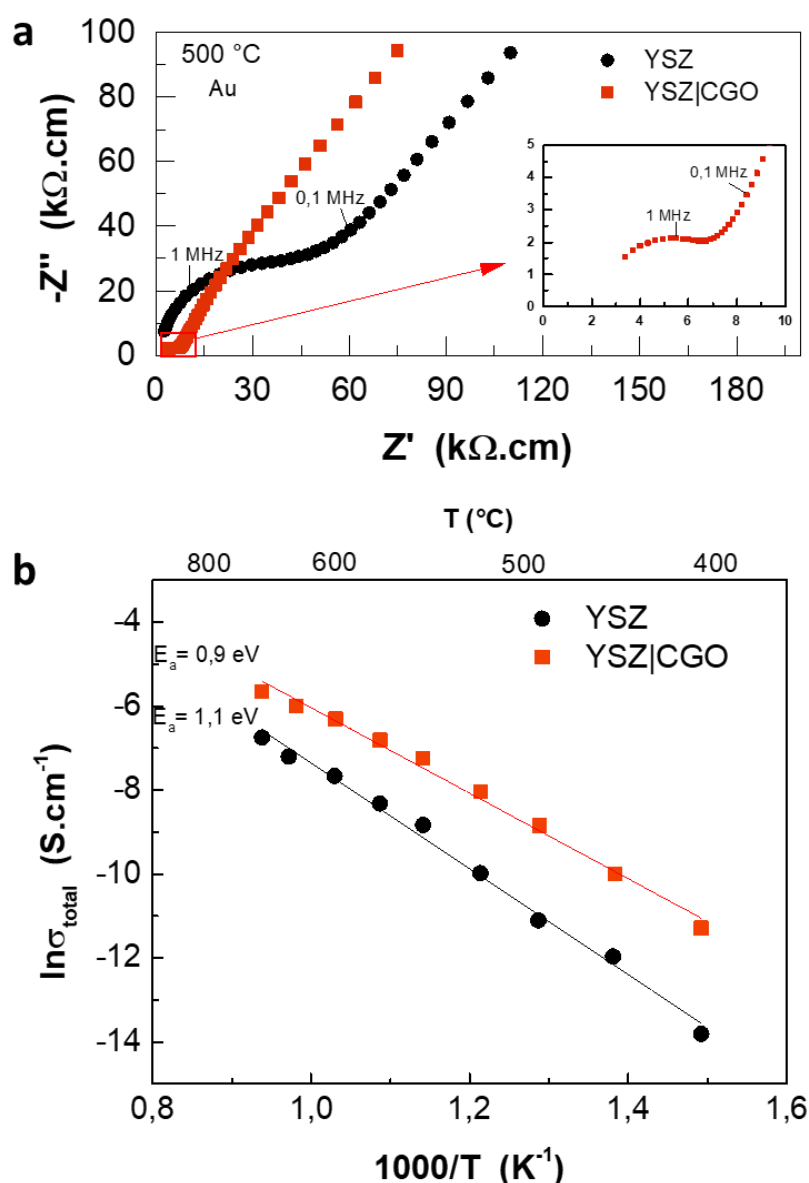 a
500 °C
Au
YSZ
YSZ|CGO
100
80
60
40
20
0
-Z'' (kΩ.cm)
1 MHz
0,1 MHz
5
4
3
2
1
0
0,1 MHz
1 MHz
0 2 4 6 8 10
0 30 60 90 120 150 180
Z' (kΩ.cm)
T (°C)
b
800 600 500 400
YSZ
YSZ|CGO
-4
-6
-8
-10
-12
-14
lnσtotal (S.cm-1)
Ea= 0,9 eV
Ea= 1,1 eV
0,8 1,0 1,2 1,4 1,6
1000/T (K-1)